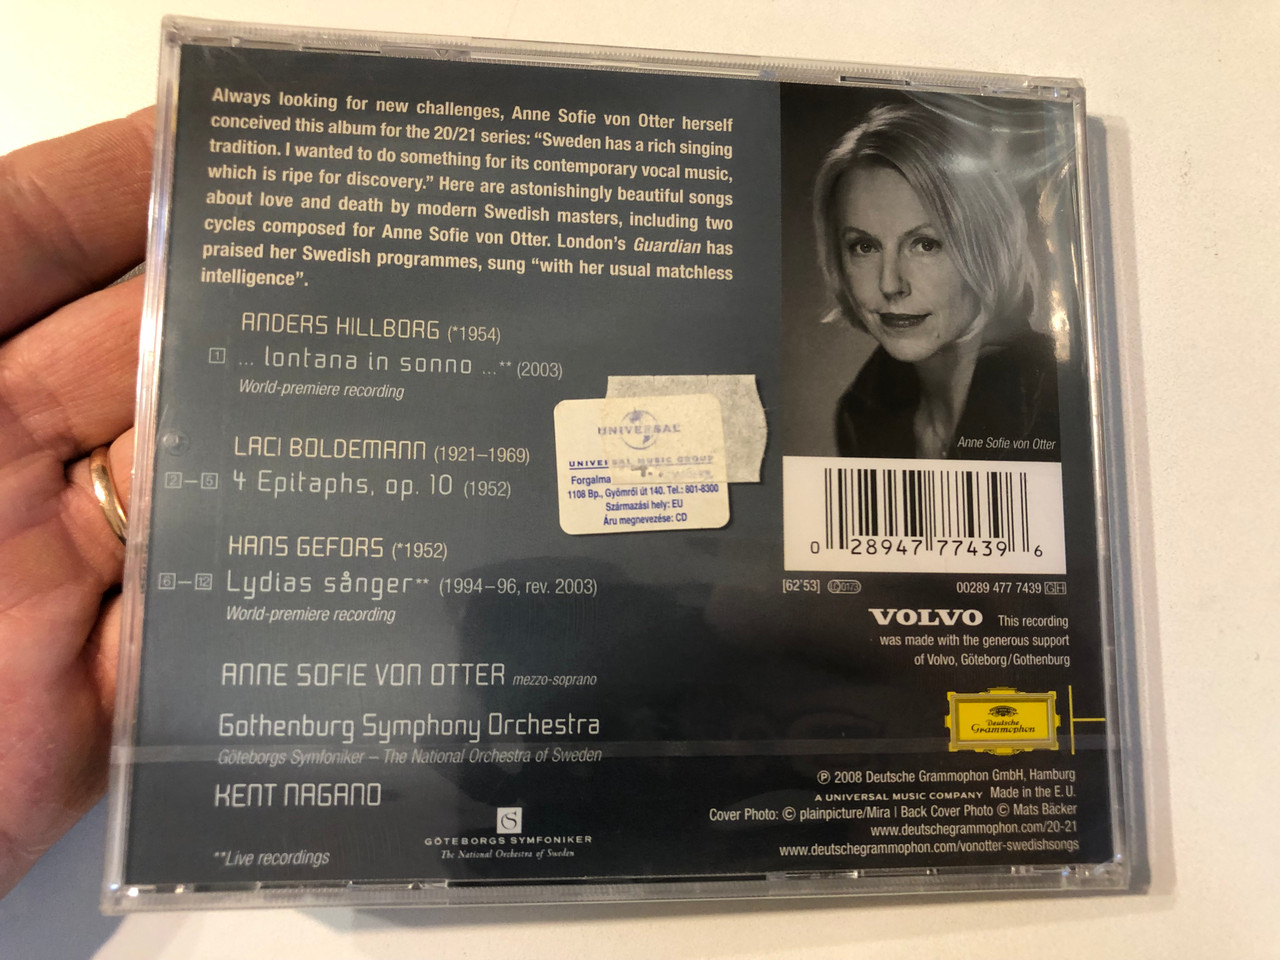 Always looking for new challenges, Anne Sofie von Otter herself
conceived this album for the 20/21 series: “Sweden has a rich singing
tradition. I wanted to do something for its contemporary vocal music,
which is ripe for discovery.” Here are astonishingly beautiful songs
about love and death by modern Swedish masters, including two
cycles composed for Anne Sofie von Otter. London’s Guardian has
praised her Swedish programmes, sung “with her usual matchless
intelligence”.
ANDERS HILLBORG (*1954)
1 ... lontana in sonno ...** (2003)
World-premiere recording
LACI BOLDEMANN (1921–1969)
2–5 4 Epitaphs, op. 10 (1952)
HANS GEFORS (*1952)
6–12 Lydias sånger** (1994–96, rev. 2003)
World-premiere recording
ANNE SOFIE VON OTTER mezzo-soprano
Gothenburg Symphony Orchestra
Göteborgs Symfoniker – The National Orchestra of Sweden
KENT NAGANO
**Live recordings
GÖTEBORGS SYMFONIKER
The National Orchestra of Sweden
UNIVERSAL
UNIVERSAL MUSIC GROUP
Forgalma
1108 Bp., Gyömrői út 140. Tel.: 801-8300
Származási hely: EU
Áru megnevezése: CD
Anne Sofie von Otter
0 28947 77439 6
[62'53] LC 0173 00289 477 7439 GH
VOLVO This recording
was made with the generous support
of Volvo, Göteborg/Gothenburg
Deutsche
Grammophon
℗ 2008 Deutsche Grammophon GmbH, Hamburg
A UNIVERSAL MUSIC COMPANY Made in the E. U.
Cover Photo: © plainpicture/Mira | Back Cover Photo © Mats Bäcker
www.deutschegrammophon.com/20-21
www.deutschegrammophon.com/vonotter-swedishsongs